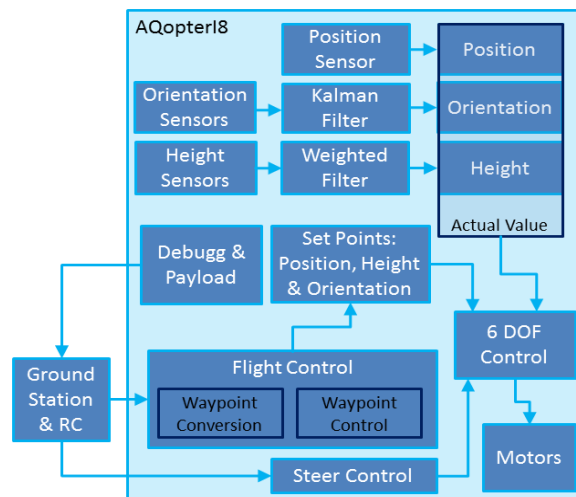 AQopterI8
Position
Sensor
Position
Orientation
Sensors
Kalman
Filter
Orientation
Height
Sensors
Weighted
Filter
Height
Actual Value
Debugg &
Payload
Set Points:
Position, Height
& Orientation
6 DOF
Control
Ground
Station
& RC
Flight Control
Waypoint
Conversion
Waypoint
Control
Steer Control
Motors